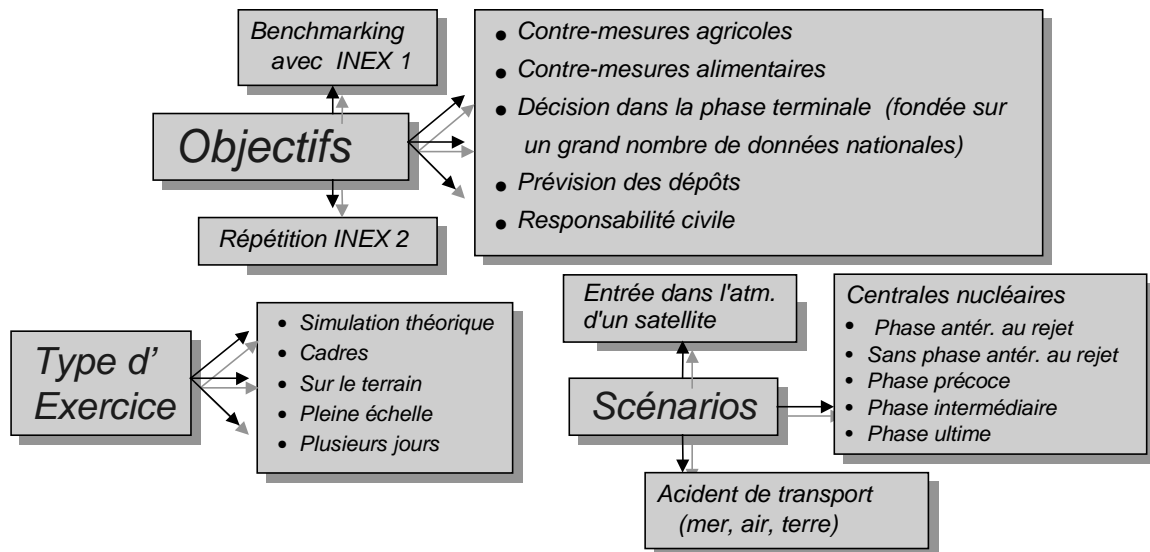 Benchmarking
avec INEX 1
Objectifs
Répétition INEX 2
• Contre-mesures agricoles
• Contre-mesures alimentaires
• Décision dans la phase terminale (fondée sur
un grand nombre de données nationales)
• Prévision des dépôts
• Responsabilité civile
Type d'
Exercice
• Simulation théorique
• Cadres
• Sur le terrain
• Pleine échelle
• Plusieurs jours
Entrée dans l'atm.
d'un satellite
Scénarios
Acident de transport
(mer, air, terre)
Centrales nucléaires
• Phase antér. au rejet
• Sans phase antér. au rejet
• Phase précoce
• Phase intermédiaire
• Phase ultime